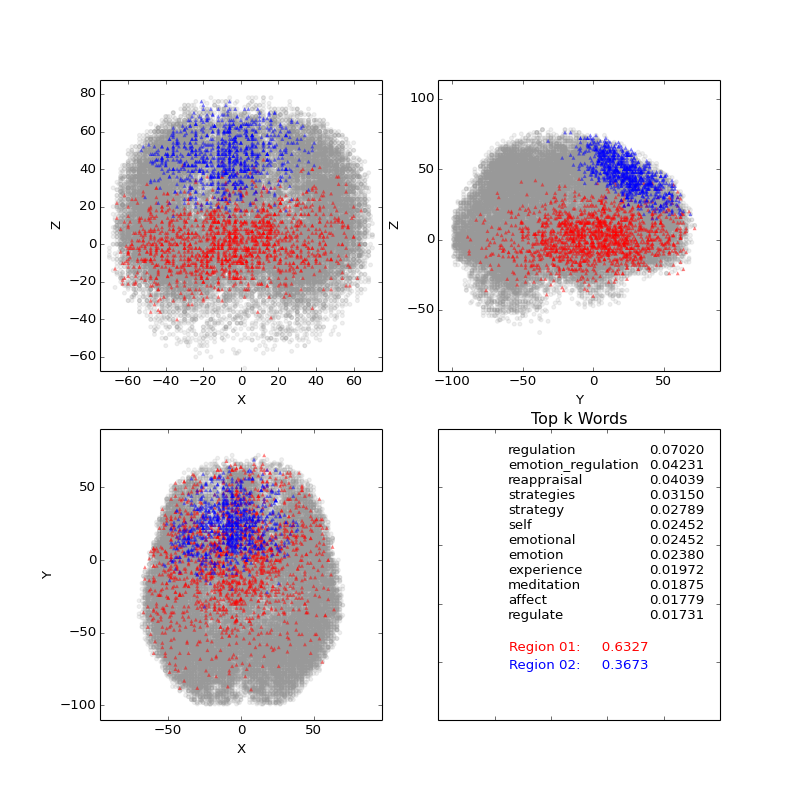 80
60
40
20
0
−20
−40
−60
Z
−60 −40 −20 0 20 40 60
X
100
50
0
−50
Z
−100 −50 0 50
Y
50
0
−50
−100
Y
−50 0 50
X
Top k Words
regulation 0.07020
emotion_regulation 0.04231
reappraisal 0.04039
strategies 0.03150
strategy 0.02789
self 0.02452
emotional 0.02452
emotion 0.02380
experience 0.01972
meditation 0.01875
affect 0.01779
regulate 0.01731
Region 01: 0.6327
Region 02: 0.3673